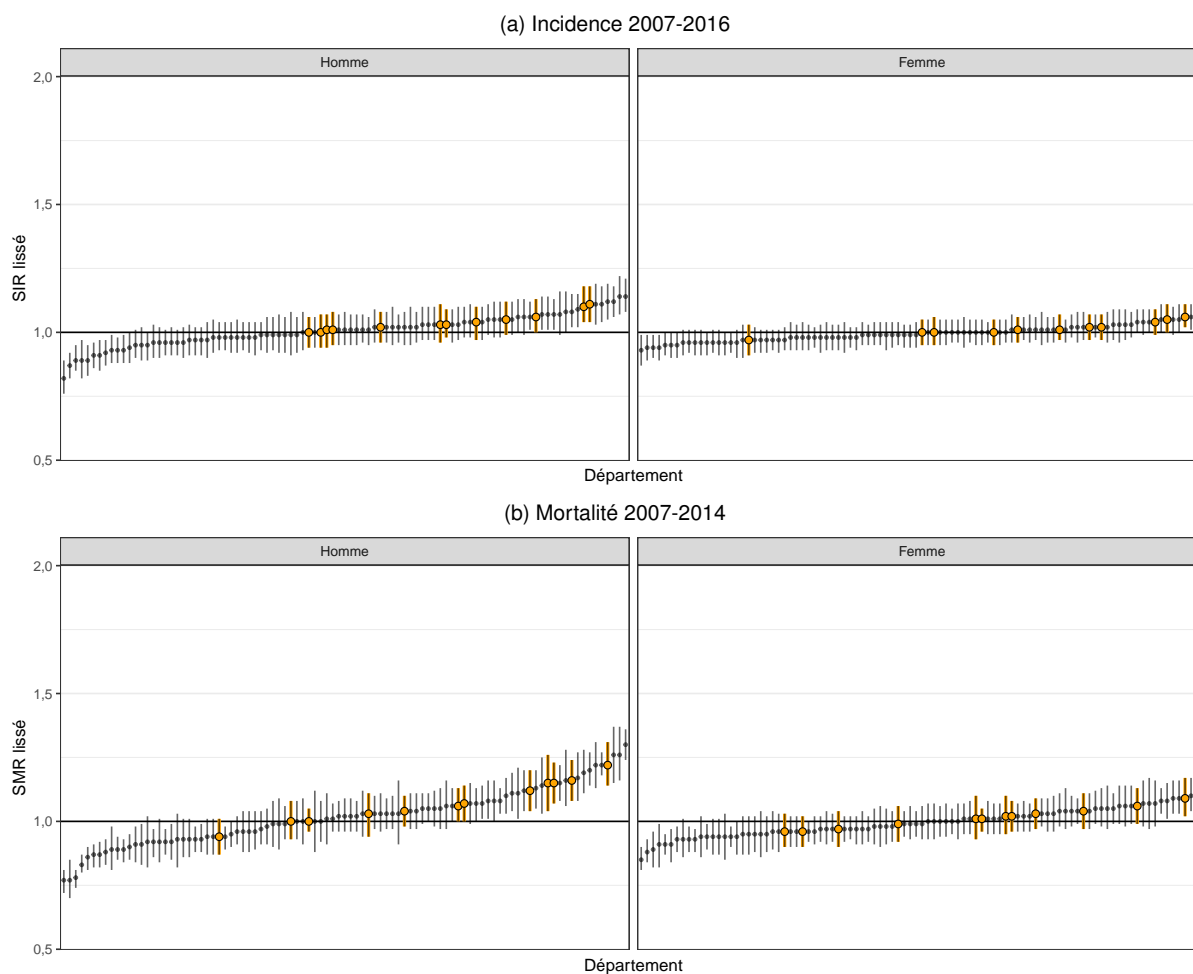 (a) Incidence 2007-2016
Homme
Femme
2,0
1,5
1,0
0,5
SIR lissé
Département
(b) Mortalité 2007-2014
Homme
Femme
2,0
1,5
1,0
0,5
SMR lissé
Département